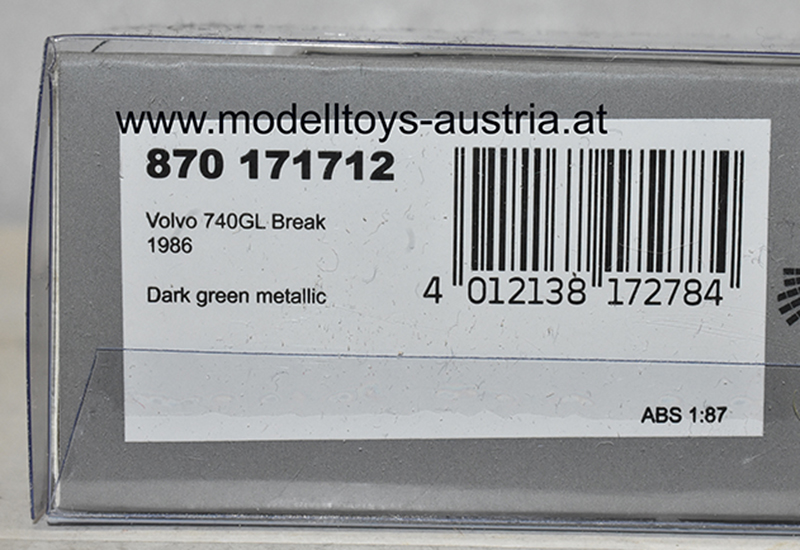 www.modelltoys-austria.at
870 171712
Volvo 740GL Break
1986
Dark green metallic
4 012138 172784
ABS 1:87